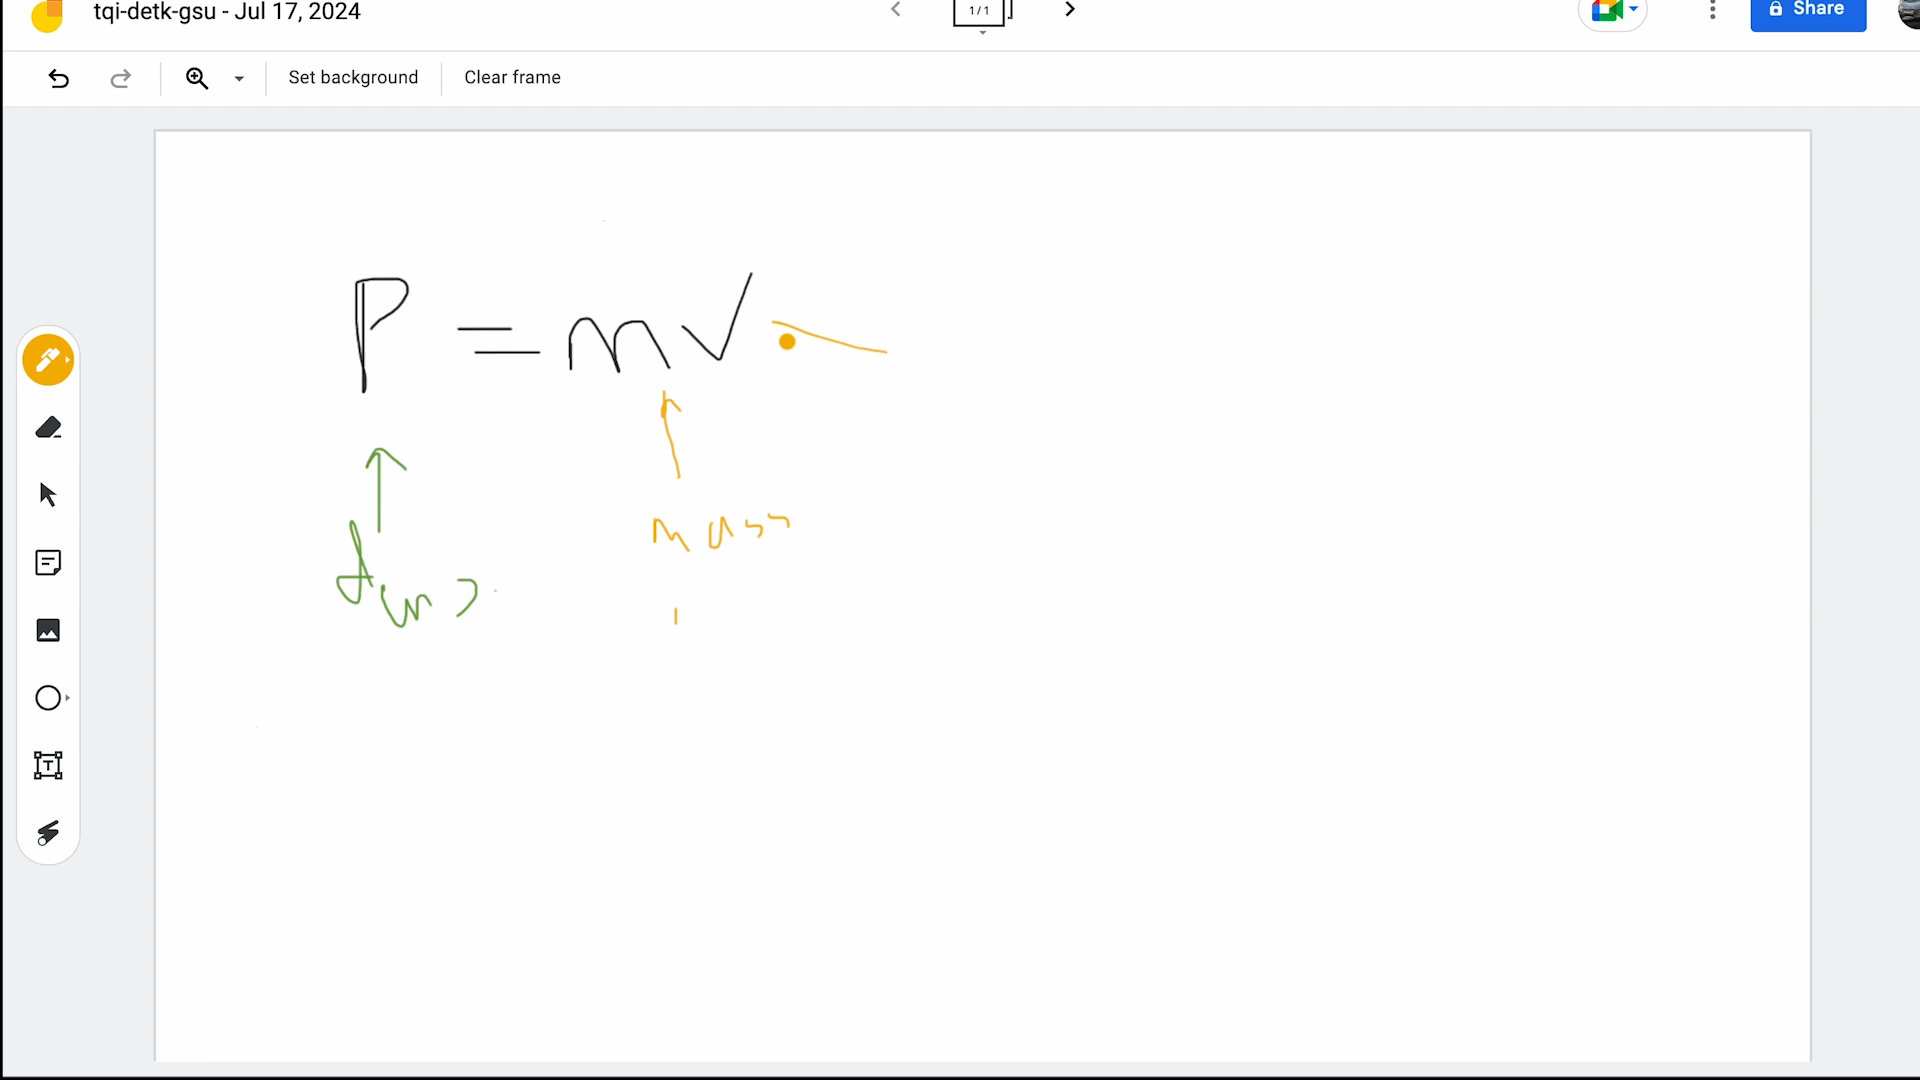 tqi-detk-gsu - Jul 17, 2024
1/1
Share
Set background
Clear frame
P = mv
mass